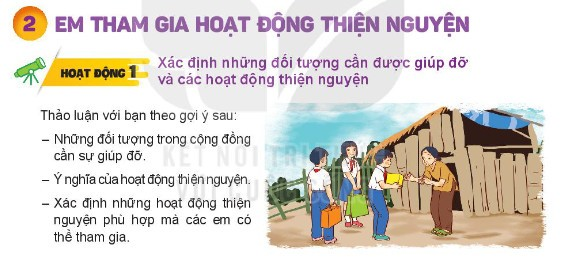 2 EM THAM GIA HOẠT ĐỘNG THIỆN NGUYỆN
HOẠT ĐỘNG 1
Xác định những đối tượng cần được giúp đỡ
và các hoạt động thiện nguyện
Thảo luận với bạn theo gợi ý sau:
– Những đối tượng trong cộng đồng
cần sự giúp đỡ.
– Ý nghĩa của hoạt động thiện nguyện.
– Xác định những hoạt động thiện
nguyện phù hợp mà các em có
thể tham gia.
KẾT NỐI TRI